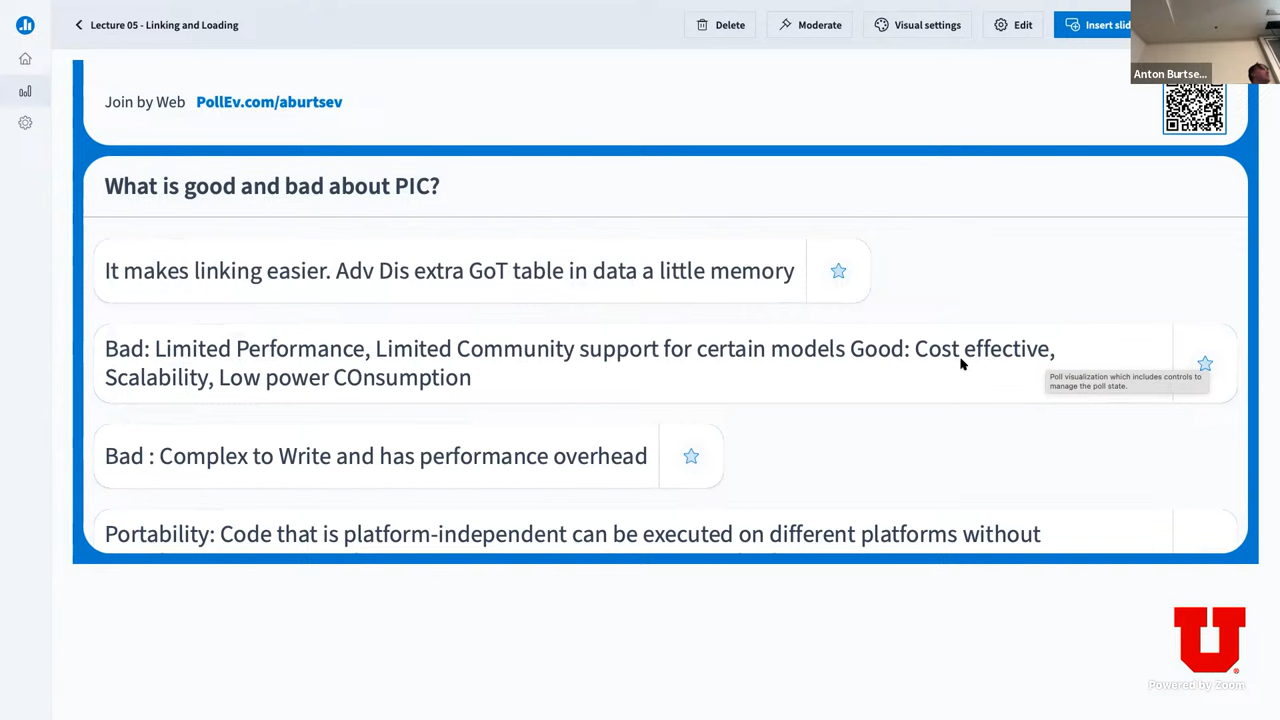 Lecture 05 - Linking and Loading
Delete
Moderate
Visual settings
Edit
Insert slid
Anton Burtse...
Join by Web PollEv.com/aburtsev
What is good and bad about PIC?
It makes linking easier. Adv Dis extra GoT table in data a little memory
Bad: Limited Performance, Limited Community support for certain models Good: Cost effective,
Scalability, Low power COnsumption
Poll visualization which includes controls to
manage the poll state.
Bad : Complex to Write and has performance overhead
Portability: Code that is platform-independent can be executed on different platforms without
U
Powered by Zoom